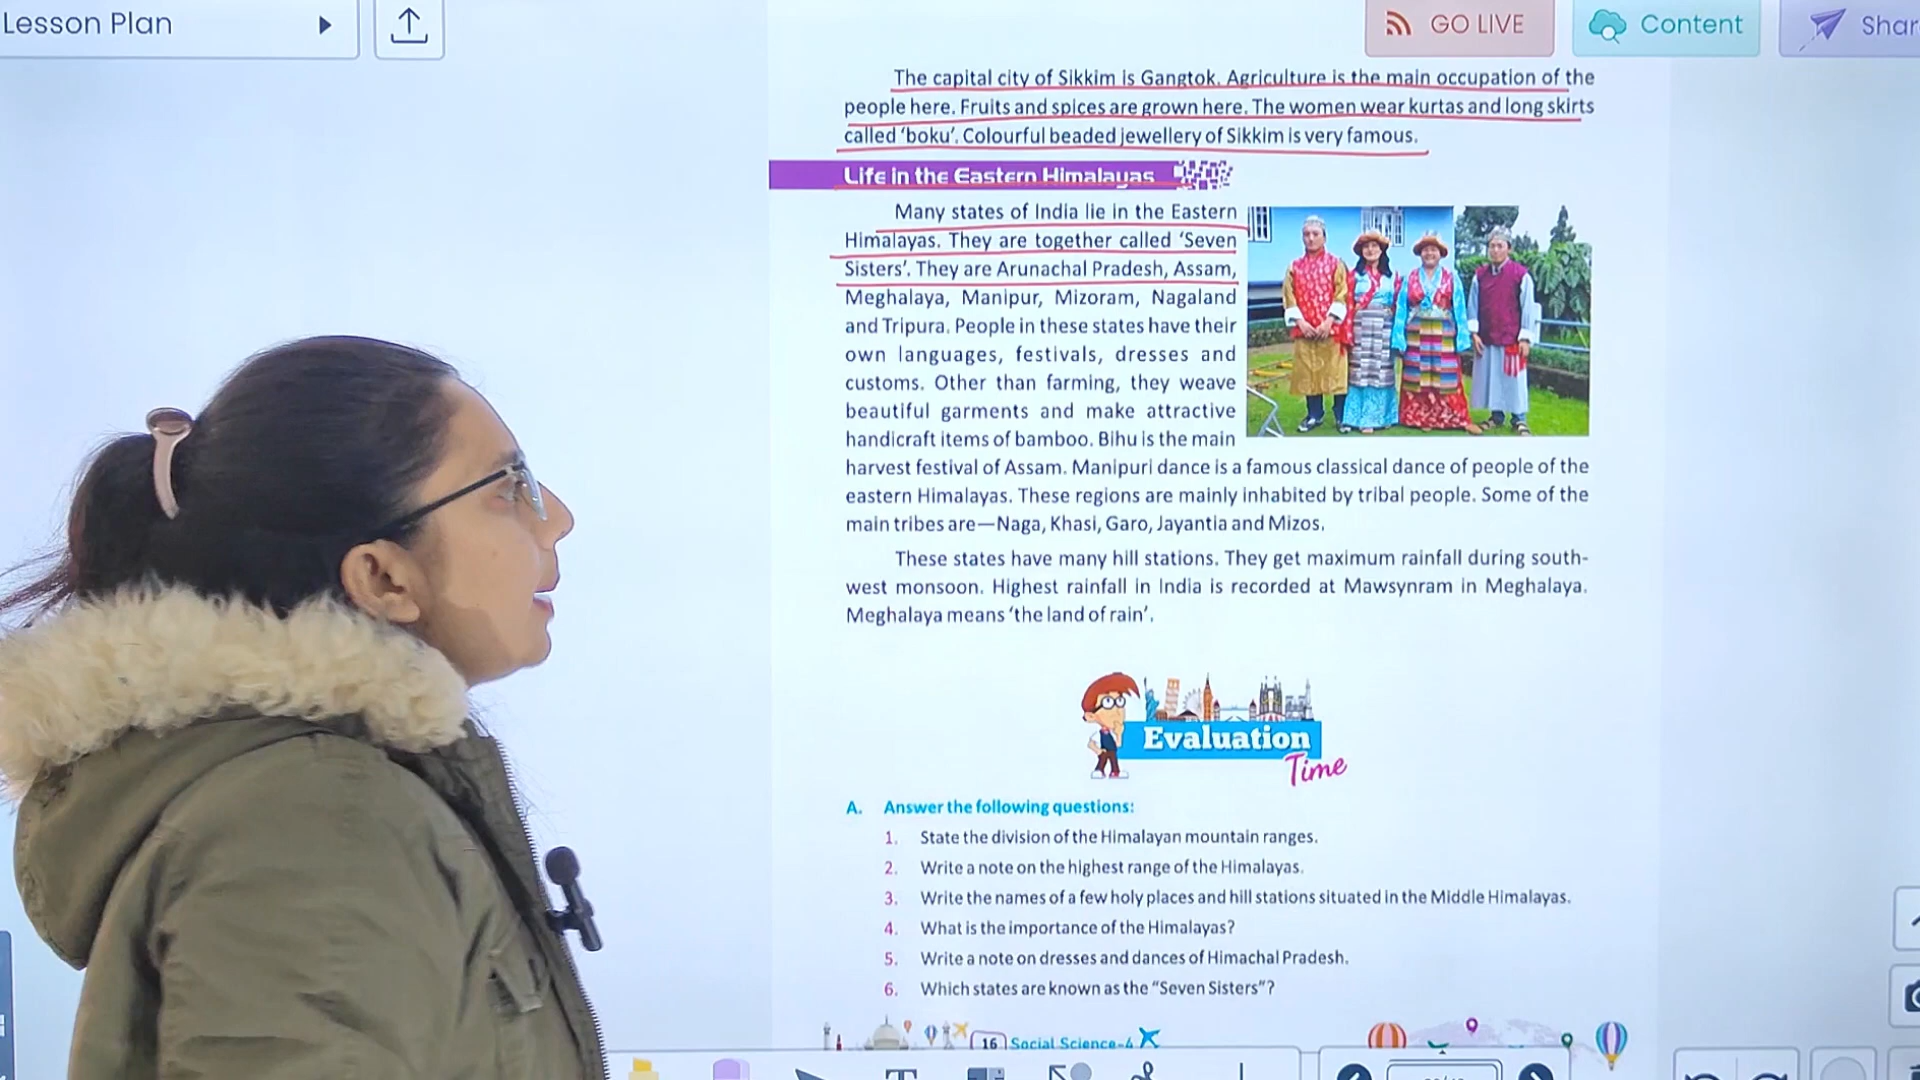 Lesson Plan
GO LIVE
Content
Shar
The capital city of Sikkim is Gangtok. Agriculture is the main occupation of the
people here. Fruits and spices are grown here. The women wear kurtas and long skirts
called ‘boku’. Colourful beaded jewellery of Sikkim is very famous.
Life in the Eastern Himalayas
Many states of India lie in the Eastern
Himalayas. They are together called ‘Seven
Sisters’. They are Arunachal Pradesh, Assam,
Meghalaya, Manipur, Mizoram, Nagaland
and Tripura. People in these states have their
own languages, festivals, dresses and
customs. Other than farming, they weave
beautiful garments and make attractive
handicraft items of bamboo. Bihu is the main
harvest festival of Assam. Manipuri dance is a famous classical dance of people of the
eastern Himalayas. These regions are mainly inhabited by tribal people. Some of the
main tribes are—Naga, Khasi, Garo, Jayantia and Mizos.
These states have many hill stations. They get maximum rainfall during south-
west monsoon. Highest rainfall in India is recorded at Mawsynram in Meghalaya.
Meghalaya means ‘the land of rain’.
Evaluation
Time
A. Answer the following questions:
1. State the division of the Himalayan mountain ranges.
2. Write a note on the highest range of the Himalayas.
3. Write the names of a few holy places and hill stations situated in the Middle Himalayas.
4. What is the importance of the Himalayas?
5. Write a note on dresses and dances of Himachal Pradesh.
6. Which states are known as the “Seven Sisters”?
16 Social Science-4